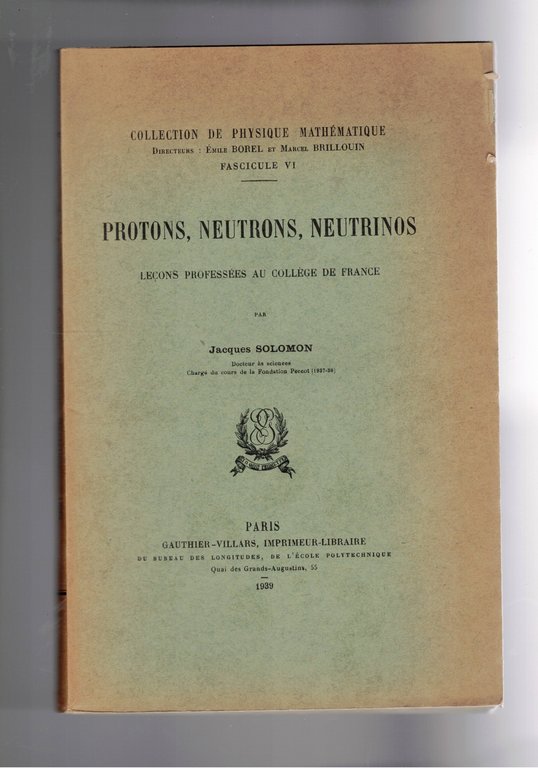 COLLECTION DE PHYSIQUE MATHÉMATIQUE
DIRECTEURS : ÉMILE BOREL ET MARCEL BRILLOUIN
FASCICULE VI
PROTONS, NEUTRONS, NEUTRINOS
LEÇONS PROFESSÉES AU COLLÈGE DE FRANCE
PAR
Jacques SOLOMON
Docteur ès sciences
Chargé du cours de la Fondation Peccot (1937-38)
PARIS
GAUTHIER-VILLARS, IMPRIMEUR-LIBRAIRE
DU BUREAU DES LONGITUDES, DE L'ÉCOLE POLYTECHNIQUE
Quai des Grands-Augustins, 55
1939